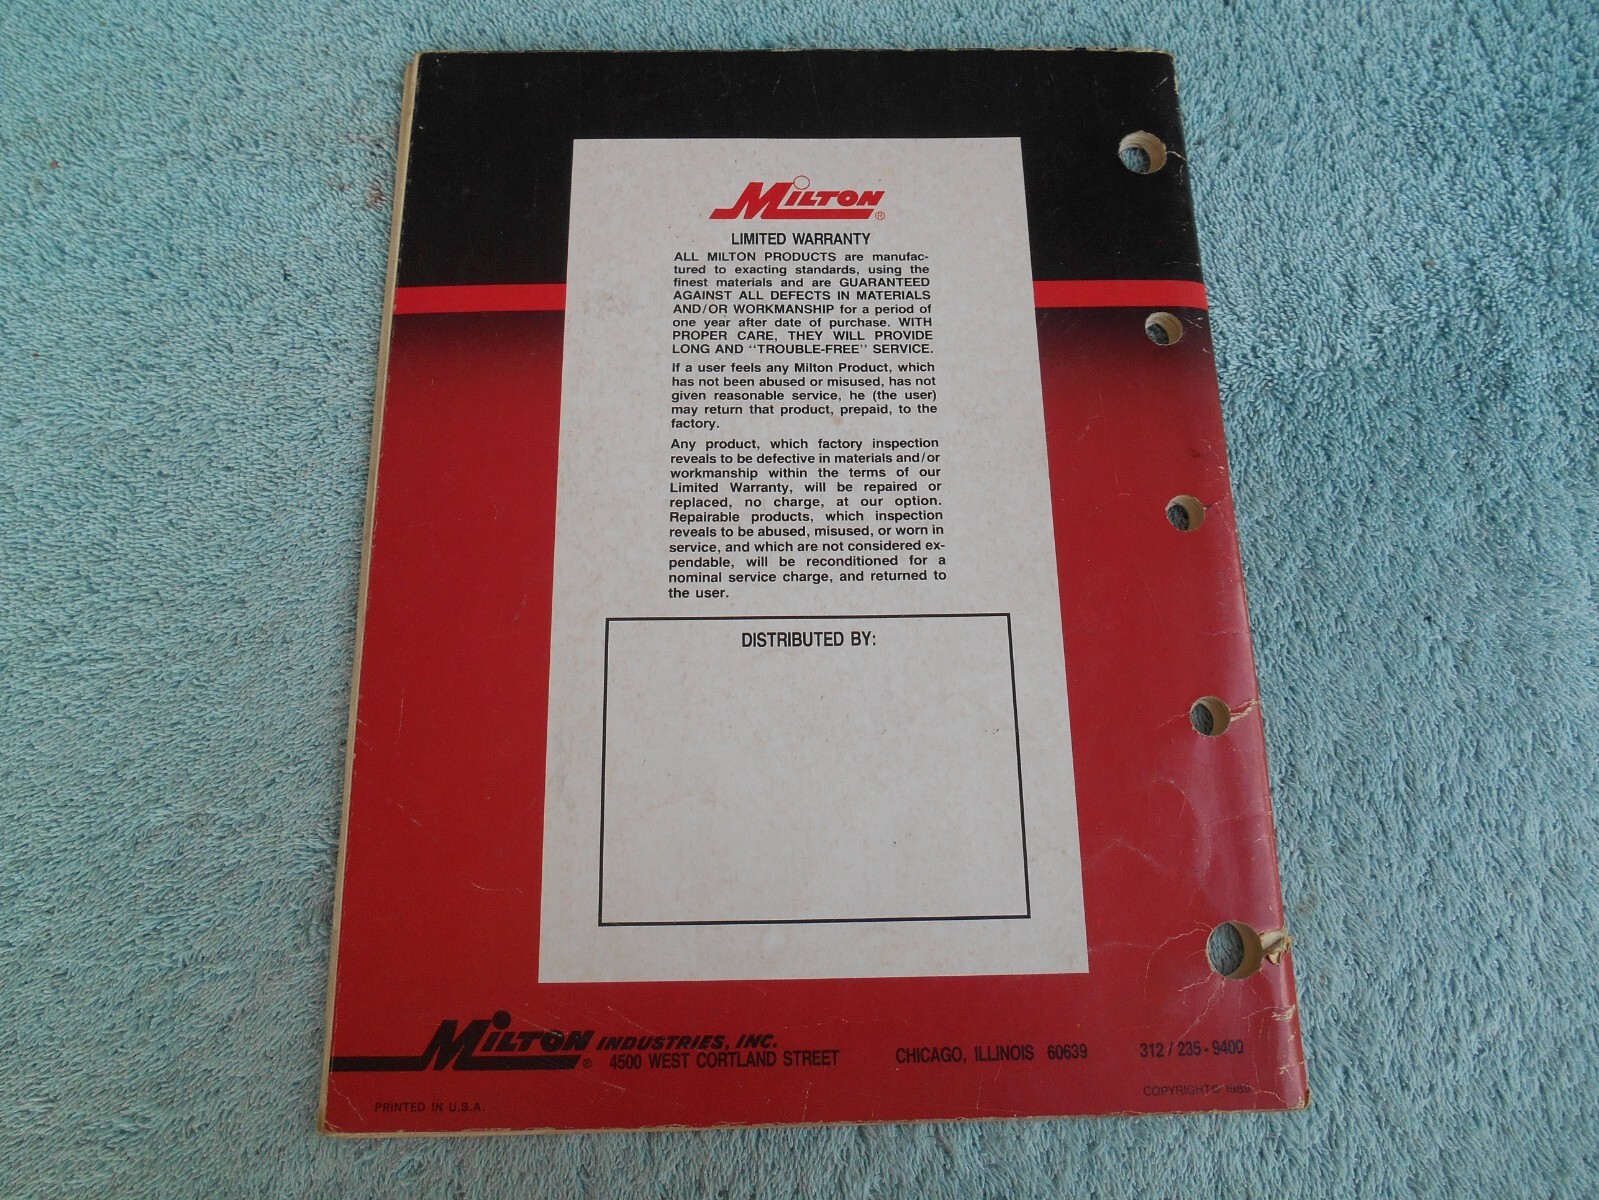 MILTON®
LIMITED WARRANTY
ALL MILTON PRODUCTS are manufac-
tured to exacting standards, using the
finest materials and are GUARANTEED
AGAINST ALL DEFECTS IN MATERIALS
AND/OR WORKMANSHIP for a period of
one year after date of purchase. WITH
PROPER CARE, THEY WILL PROVIDE
LONG AND "TROUBLE-FREE" SERVICE.
If a user feels any Milton Product, which
has not been abused or misused, has not
given reasonable service, he (the user)
may return that product, prepaid, to the
factory.
Any product, which factory inspection
reveals to be defective in materials and/or
workmanship within the terms of our
Limited Warranty, will be repaired or
replaced, no charge, at our option.
Repairable products, which inspection
reveals to be abused, misused, or worn in
service, and which are not considered ex-
pendable, will be reconditioned for a
nominal service charge, and returned to
the user.
DISTRIBUTED BY:
MILTON® INDUSTRIES, INC.
4500 WEST CORTLAND STREET CHICAGO, ILLINOIS 60639 312/235-9400
PRINTED IN U.S.A. COPYRIGHT©